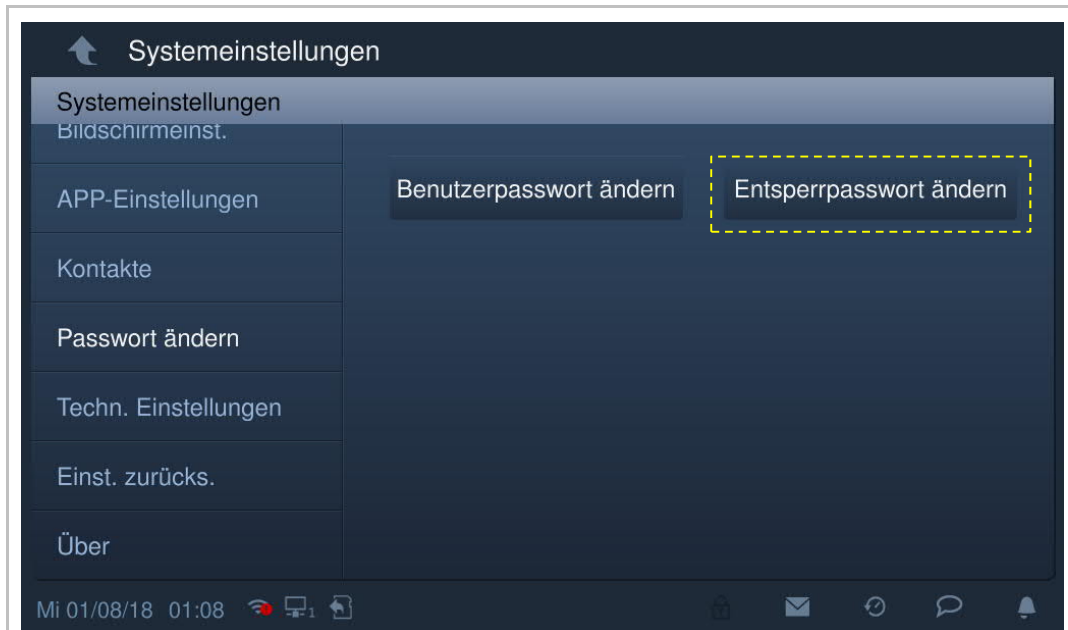 Systemeinstellungen
Systemeinstellungen
Bildschirmeinst.
APP-Einstellungen
Kontakte
Passwort ändern
Techn. Einstellungen
Einst. zurücks.
Über
Benutzerpasswort ändern
Entsperrpasswort ändern
Mi 01/08/18 01:08 1